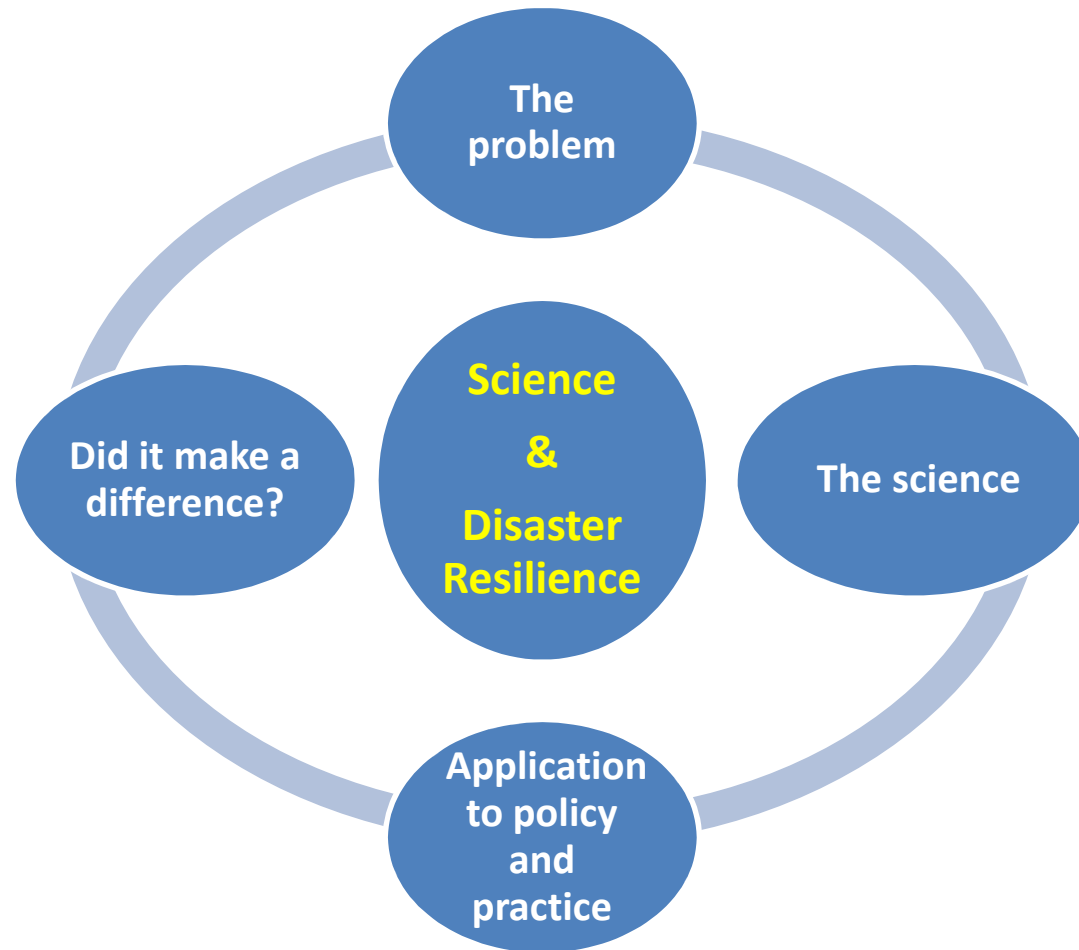 The
problem
Science
&
Disaster
Resilience
Did it make a
difference?
The science
Application
to policy
and
practice